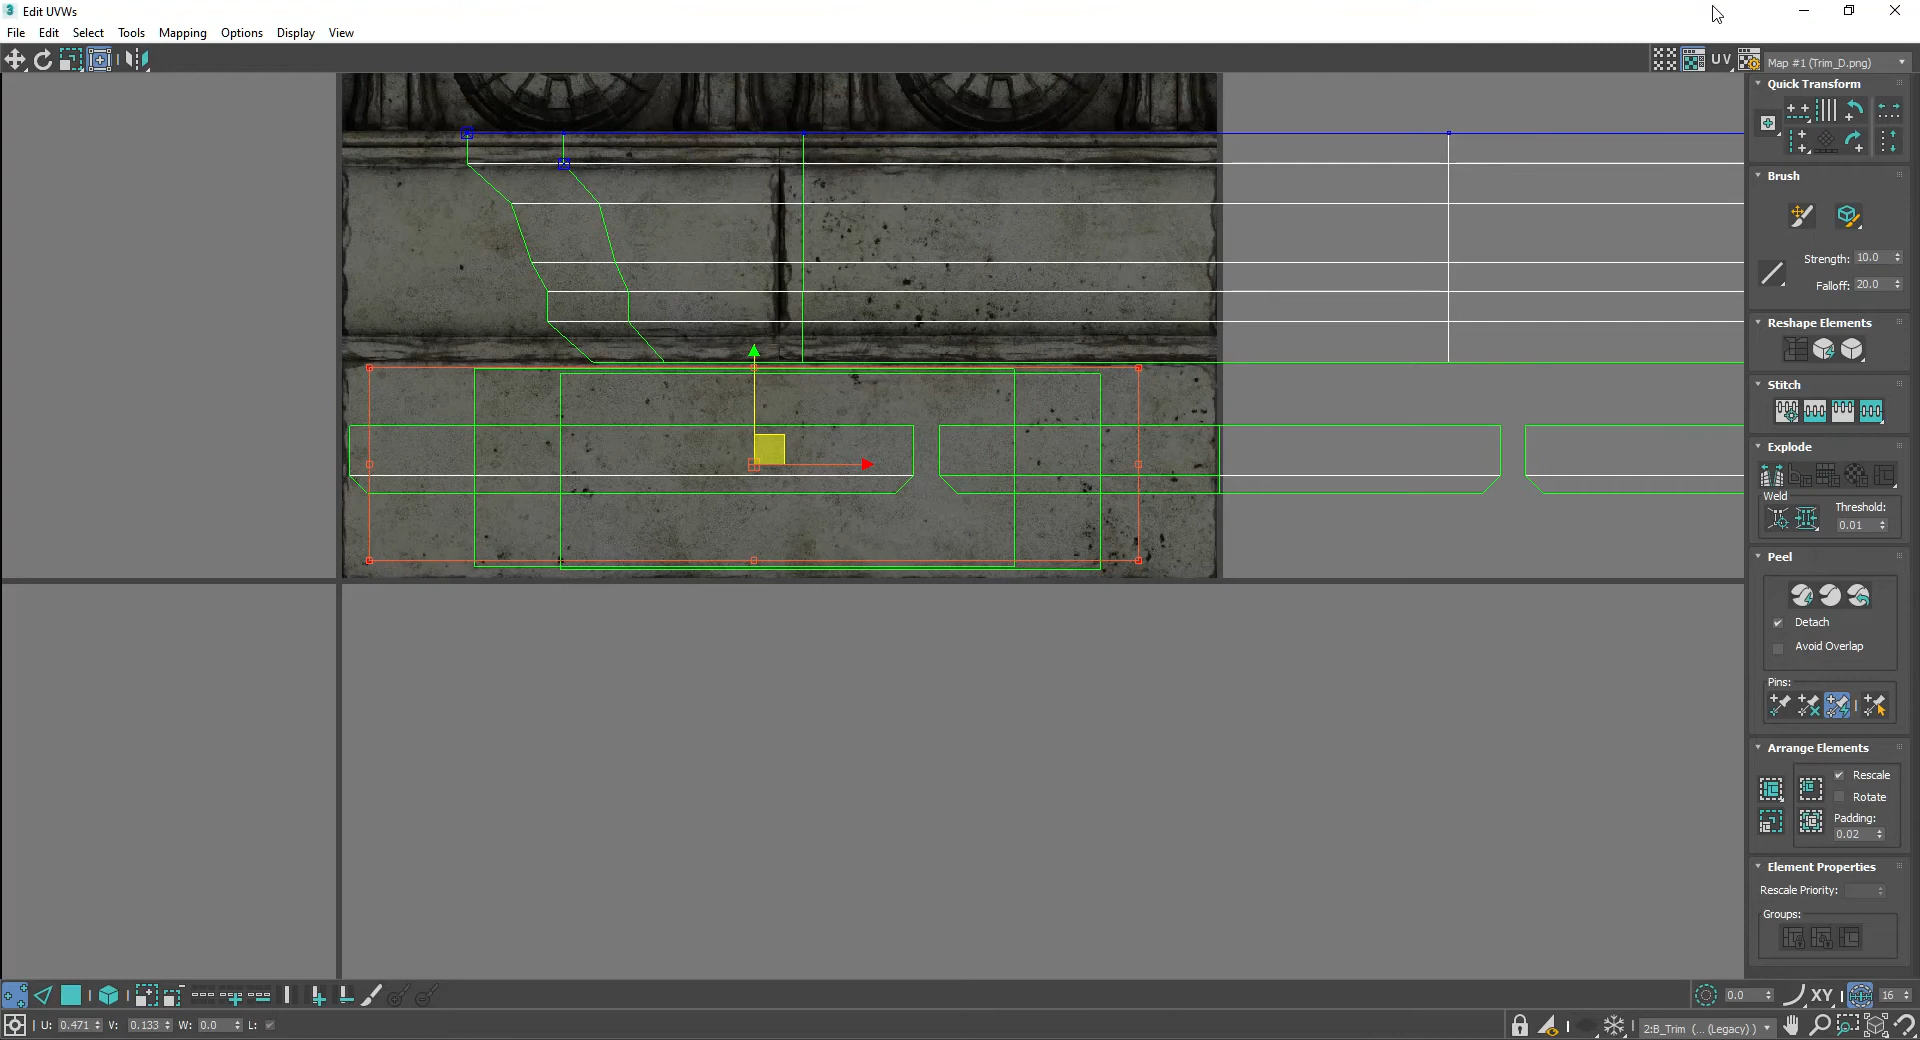 3 Edit UVWs
File Edit Select Tools Mapping Options Display View
UV Map #1 (Trim_D.png)
Quick Transform
Brush
Strength: 10.0
Falloff: 20.0
Reshape Elements
Stitch
Explode
Weld
Threshold:
0.01
Peel
Detach
Avoid Overlap
Pins:
Arrange Elements
Rescale
Rotate
Padding:
0.02
Element Properties
Rescale Priority:
Groups:
0.0 XY 16
U: 0.471 V: 0.133 W: 0.0 L: 2:B_Trim (... (Legacy) )